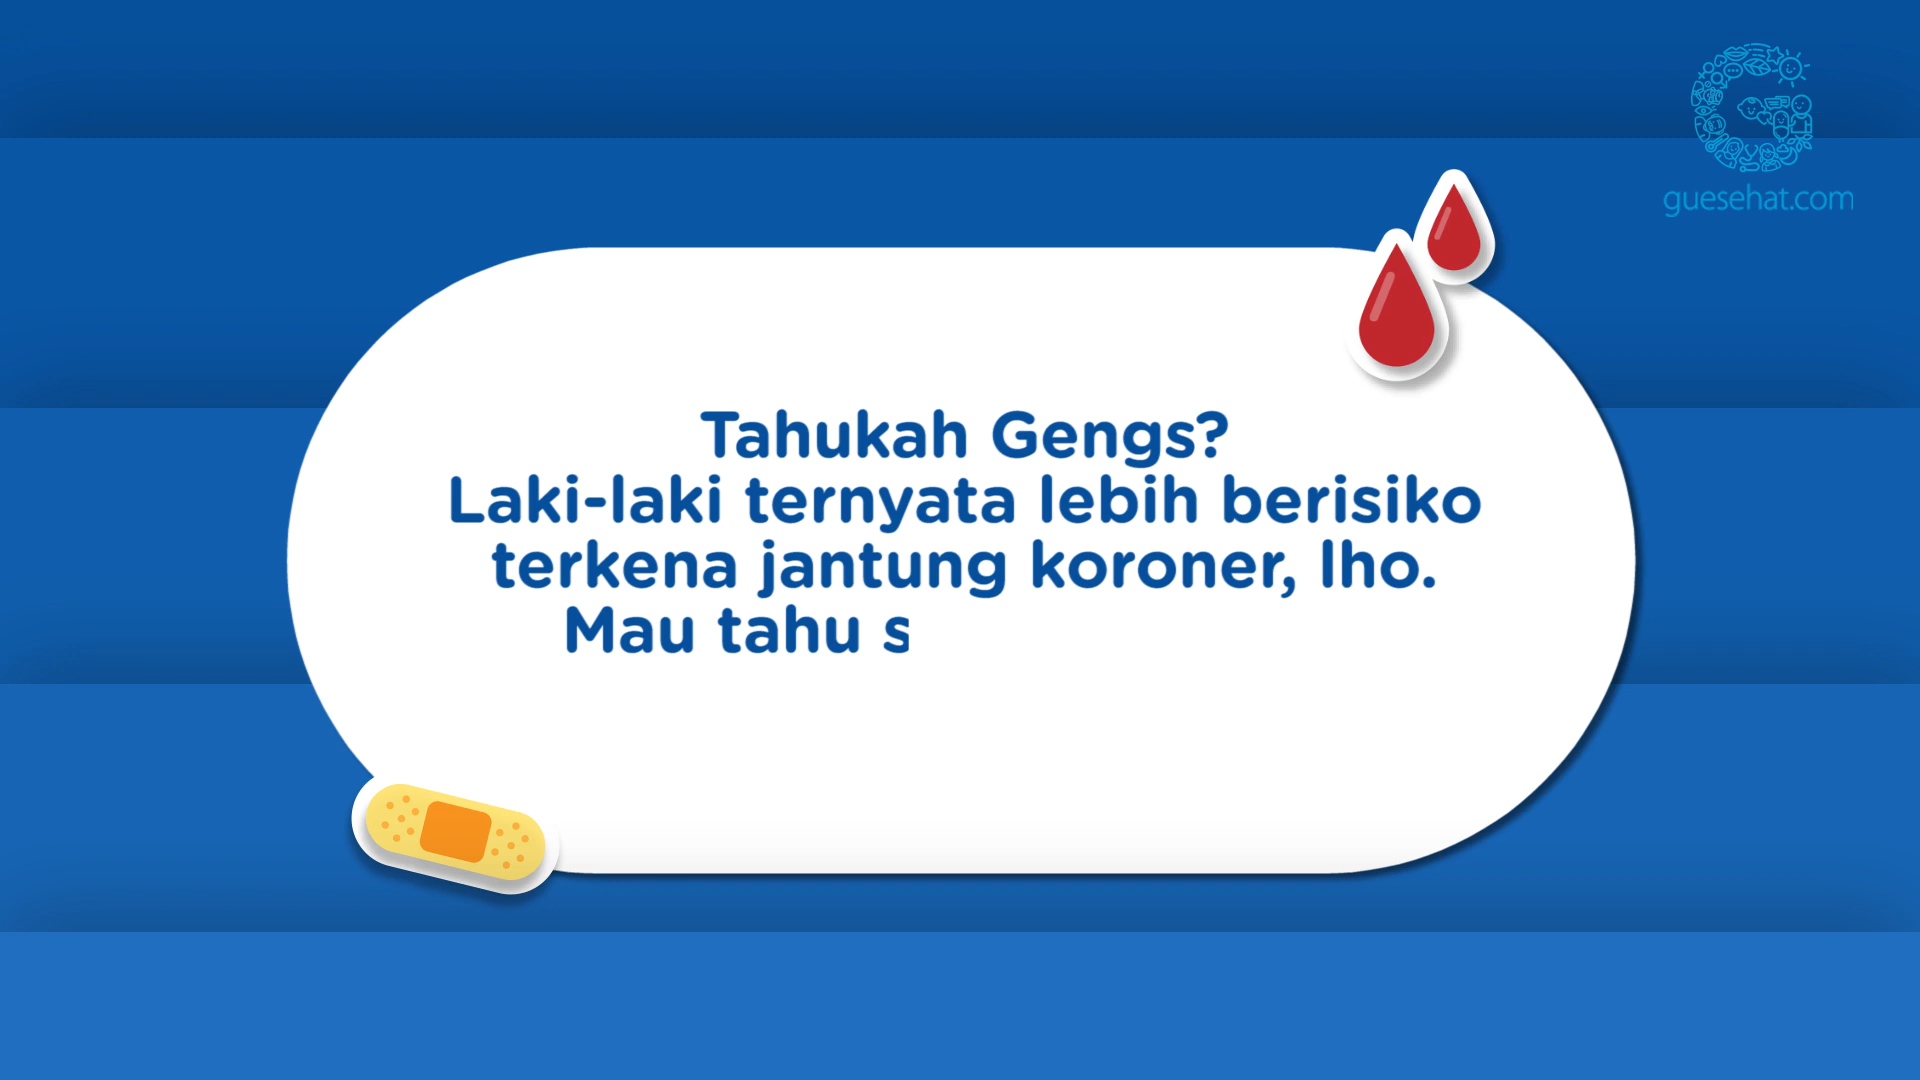 guesehat.com
Tahukah Gengs?
Laki-laki ternyata lebih berisiko
terkena jantung koroner, lho.
Mau tahu s